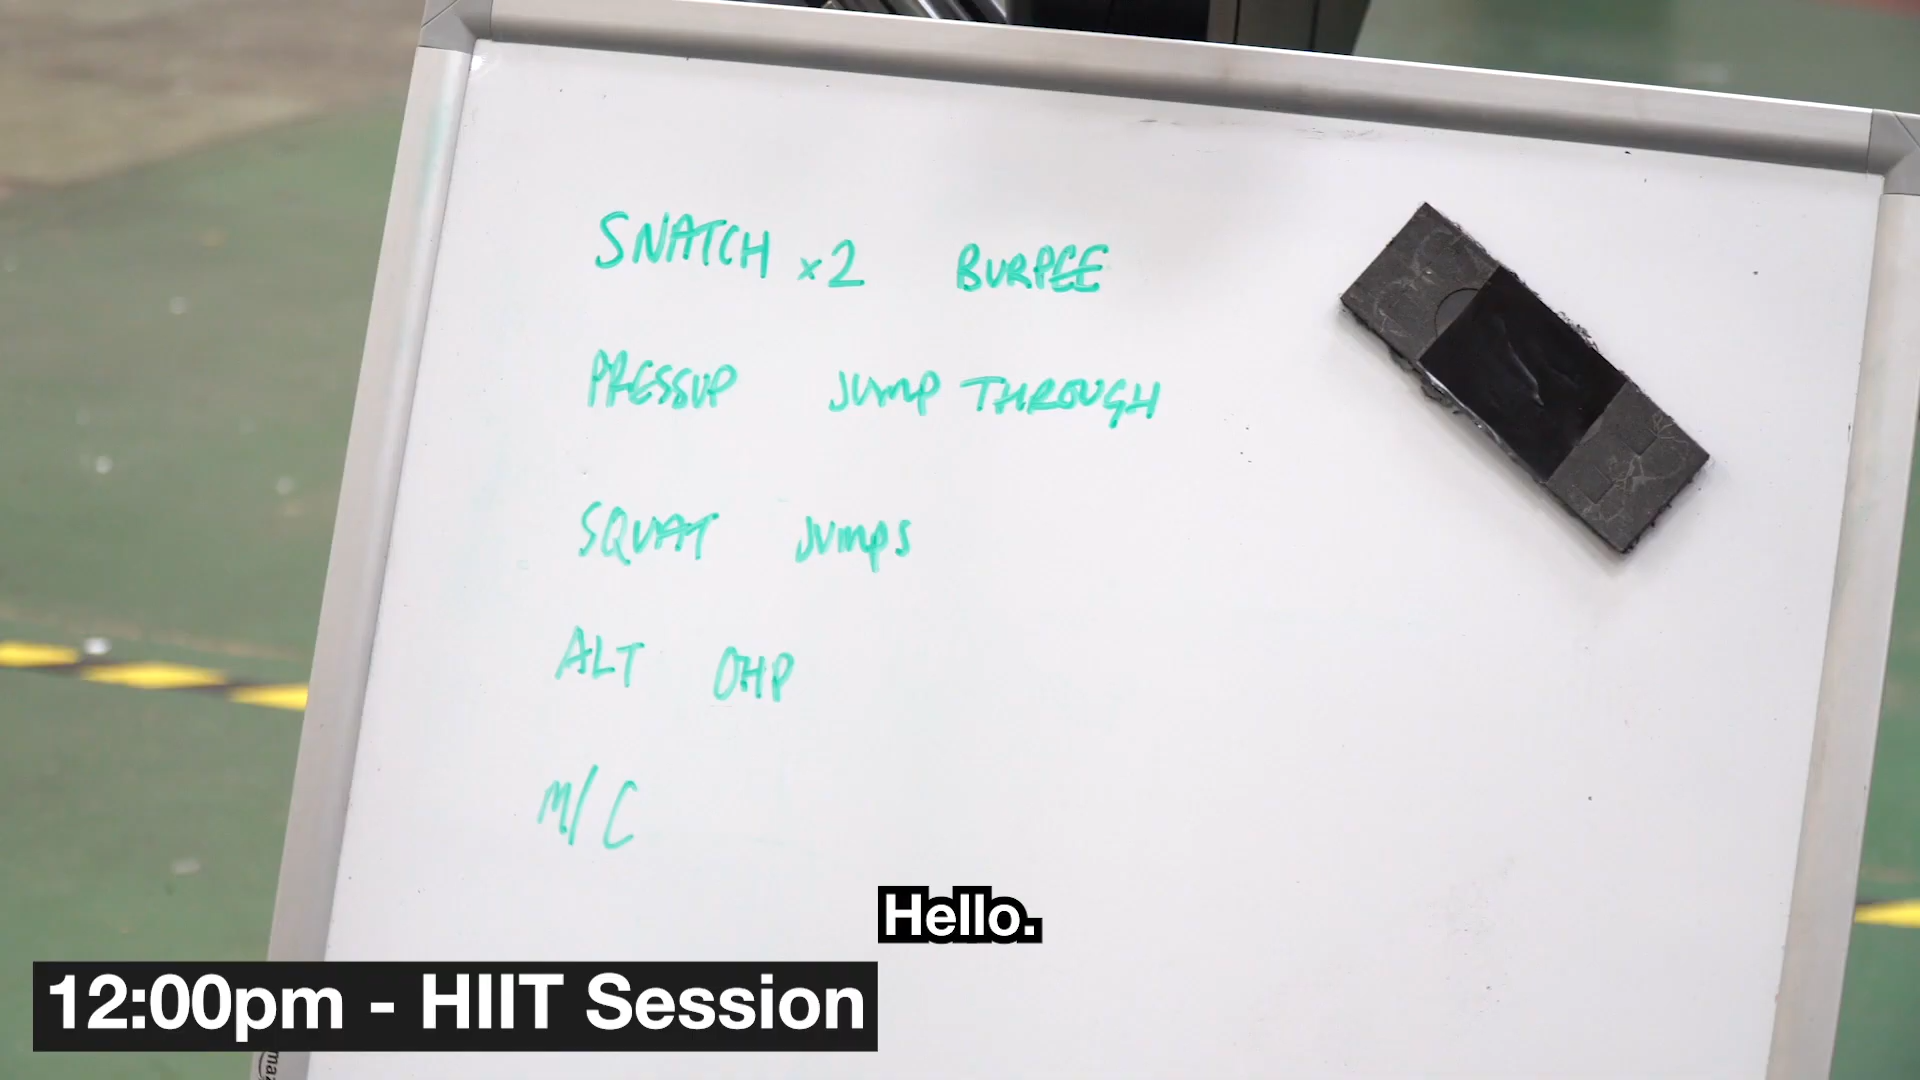 SNATCH x2 BURPEE
PRESSUP JUMP THROUGH
SQUAT JUMPS
ALT OHP
M/C
Hello.
12:00pm - HIIT Session